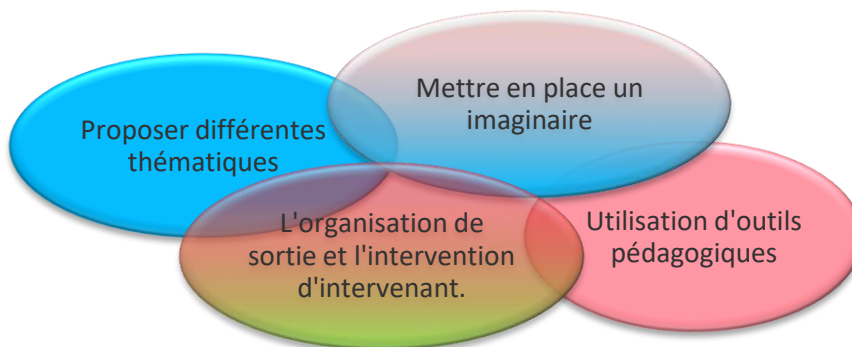 Proposer différentes
thématiques
Mettre en place un
imaginaire
L'organisation de
sortie et l'intervention
d'intervenant.
Utilisation d'outils
pédagogiques